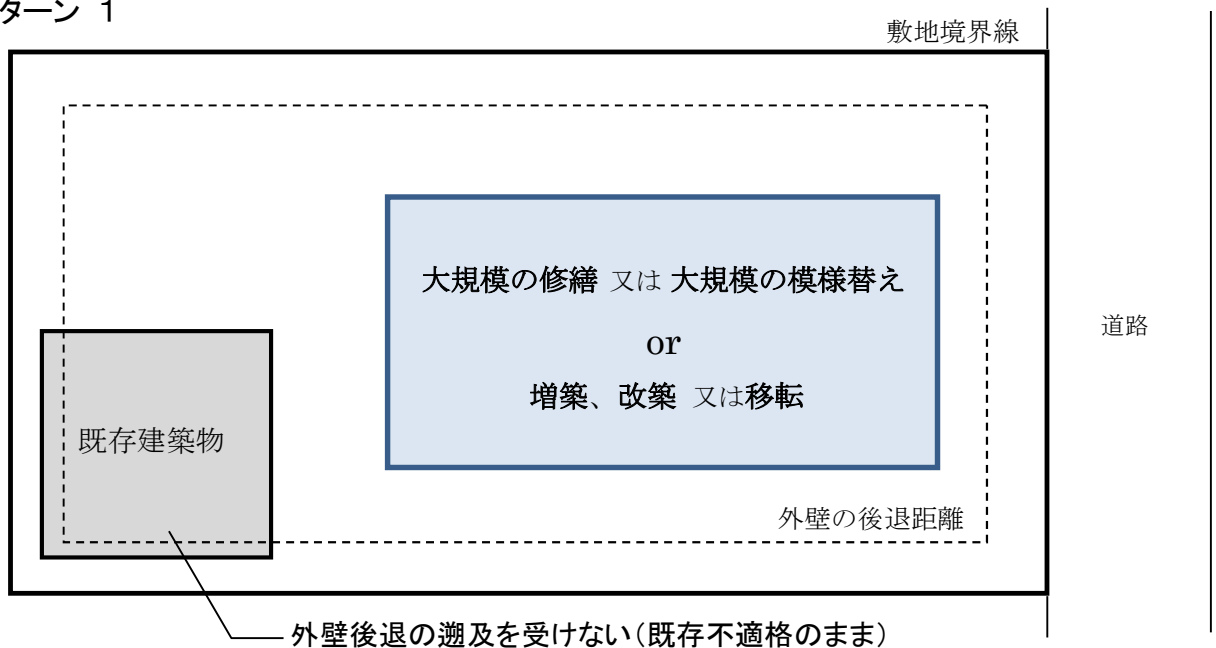 ターン 1
敷地境界線
大規模の修繕 又は 大規模の模様替え
or
増築、改築 又は移転
道路
既存建築物
外壁の後退距離
外壁後退の遡及を受けない（既存不適格のまま）